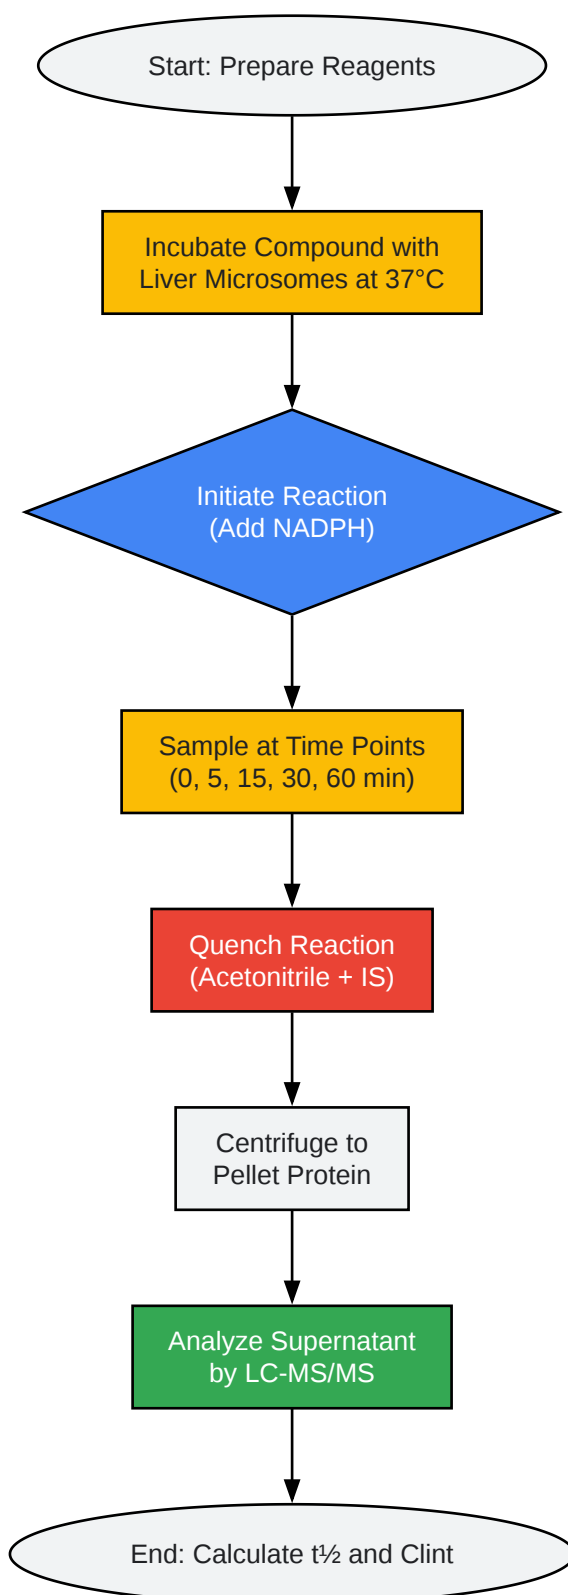 Start: Prepare Reagents
Incubate Compound with
Liver Microsomes at 37°C
Initiate Reaction
(Add NADPH)
Sample at Time Points
(0, 5, 15, 30, 60 min)
Quench Reaction
(Acetonitrile + IS)
Centrifuge to
Pellet Protein
Analyze Supernatant
by LC-MS/MS
End: Calculate t½ and Clint